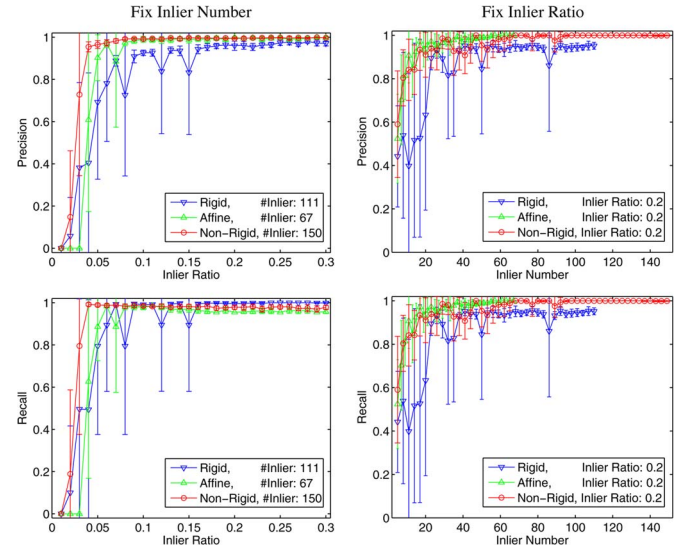 Fix Inlier Number
Fix Inlier Ratio
1
0.8
0.6
0.4
0.2
0
Precision
0 0.05 0.1 0.15 0.2 0.25 0.3
Inlier Ratio
Rigid, #Inlier: 111
Affine, #Inlier: 67
Non-Rigid, #Inlier: 150
1
0.8
0.6
0.4
0.2
0
Precision
20 40 60 80 100 120 140
Inlier Number
Rigid, Inlier Ratio: 0.2
Affine, Inlier Ratio: 0.2
Non-Rigid, Inlier Ratio: 0.2
1
0.8
0.6
0.4
0.2
0
Recall
0 0.05 0.1 0.15 0.2 0.25 0.3
Inlier Ratio
Rigid, #Inlier: 111
Affine, #Inlier: 67
Non-Rigid, #Inlier: 150
1
0.8
0.6
0.4
0.2
0
Recall
20 40 60 80 100 120 140
Inlier Number
Rigid, Inlier Ratio: 0.2
Affine, Inlier Ratio: 0.2
Non-Rigid, Inlier Ratio: 0.2